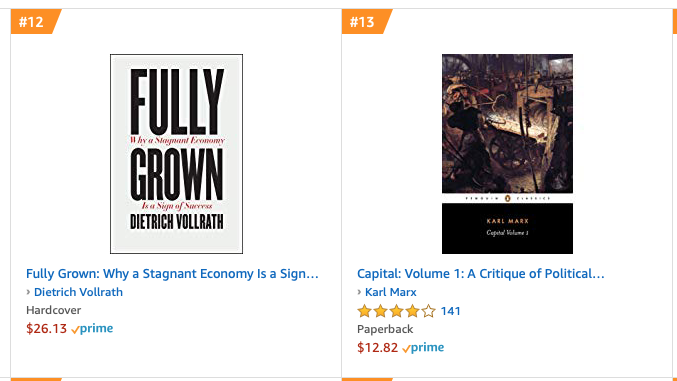 #12
FULLY
Why a Stagnant Economy
GROWN
Is a Sign of Success
DIETRICH VOLLRATH
Fully Grown: Why a Stagnant Economy Is a Sign...
› Dietrich Vollrath
Hardcover
$26.13 prime
#13
PENGUIN CLASSICS
KARL MARX
Capital Volume 1
Capital: Volume 1: A Critique of Political...
› Karl Marx
141
Paperback
$12.82 prime